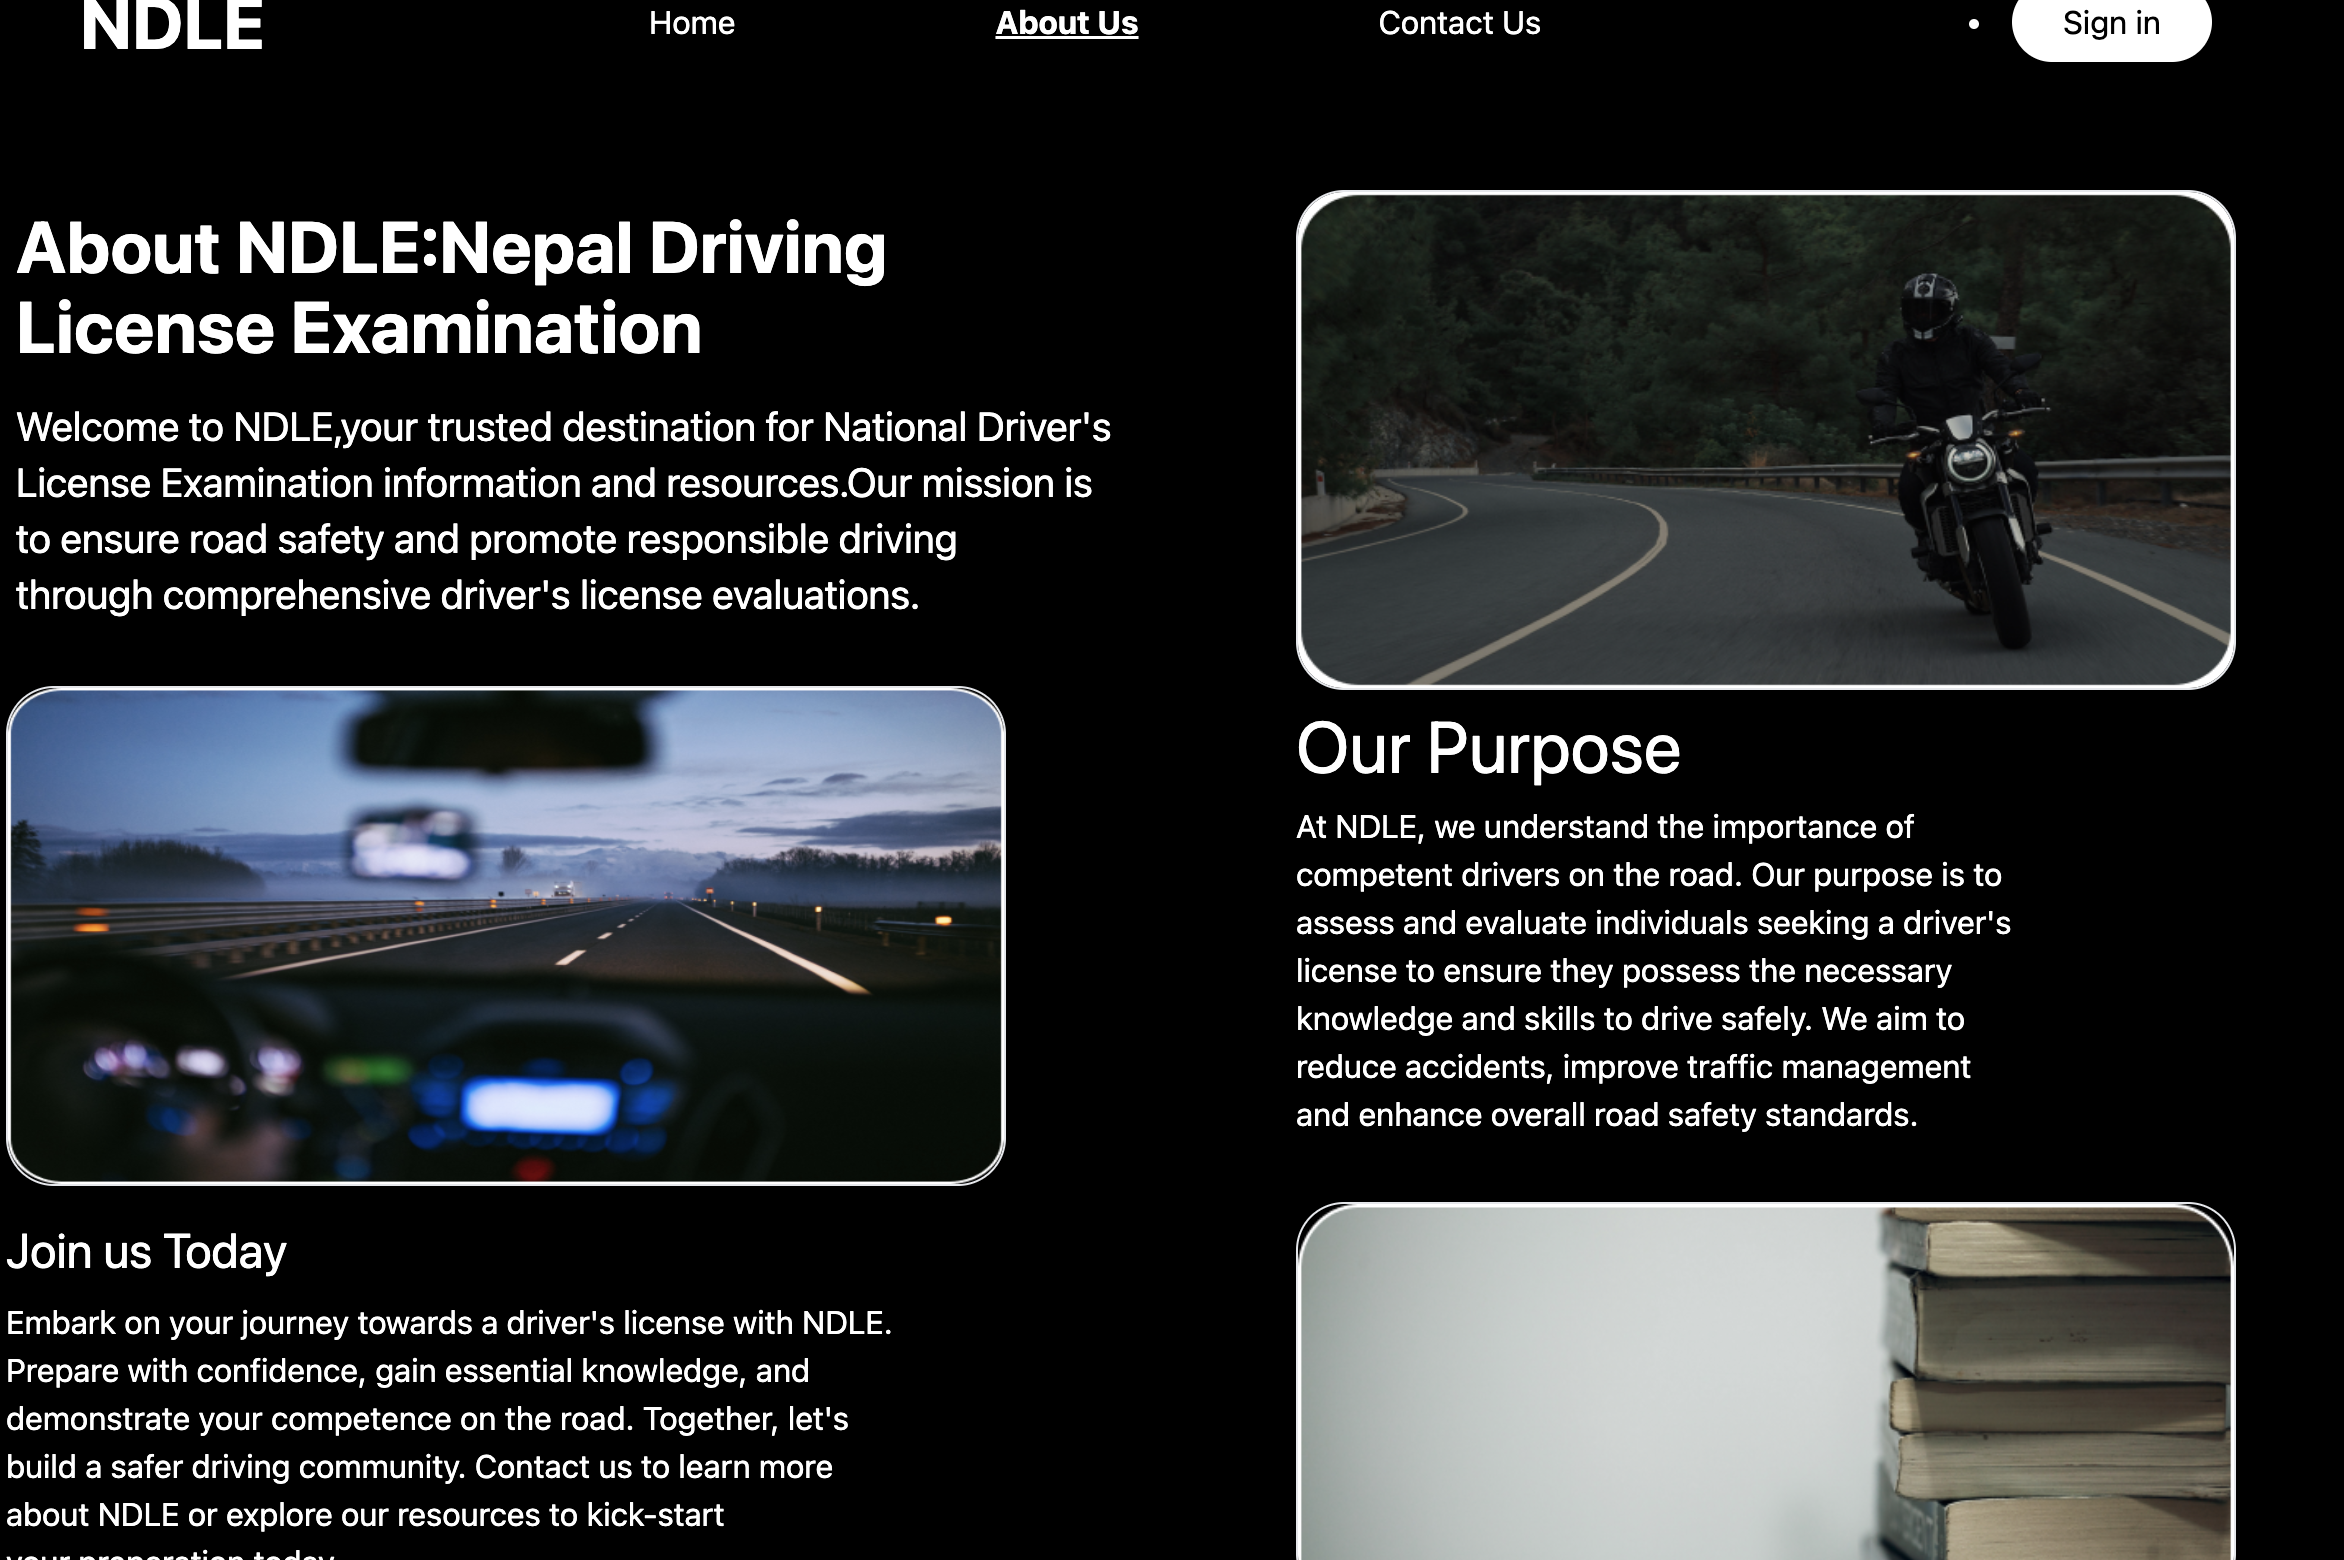 NDLE
Home
About Us
Contact Us
• Sign in
About NDLE:Nepal Driving
License Examination
Welcome to NDLE,your trusted destination for National Driver's
License Examination information and resources.Our mission is
to ensure road safety and promote responsible driving
through comprehensive driver's license evaluations.
Our Purpose
At NDLE, we understand the importance of
competent drivers on the road. Our purpose is to
assess and evaluate individuals seeking a driver's
license to ensure they possess the necessary
knowledge and skills to drive safely. We aim to
reduce accidents, improve traffic management
and enhance overall road safety standards.
Join us Today
Embark on your journey towards a driver's license with NDLE.
Prepare with confidence, gain essential knowledge, and
demonstrate your competence on the road. Together, let's
build a safer driving community. Contact us to learn more
about NDLE or explore our resources to kick-start
your preparation today